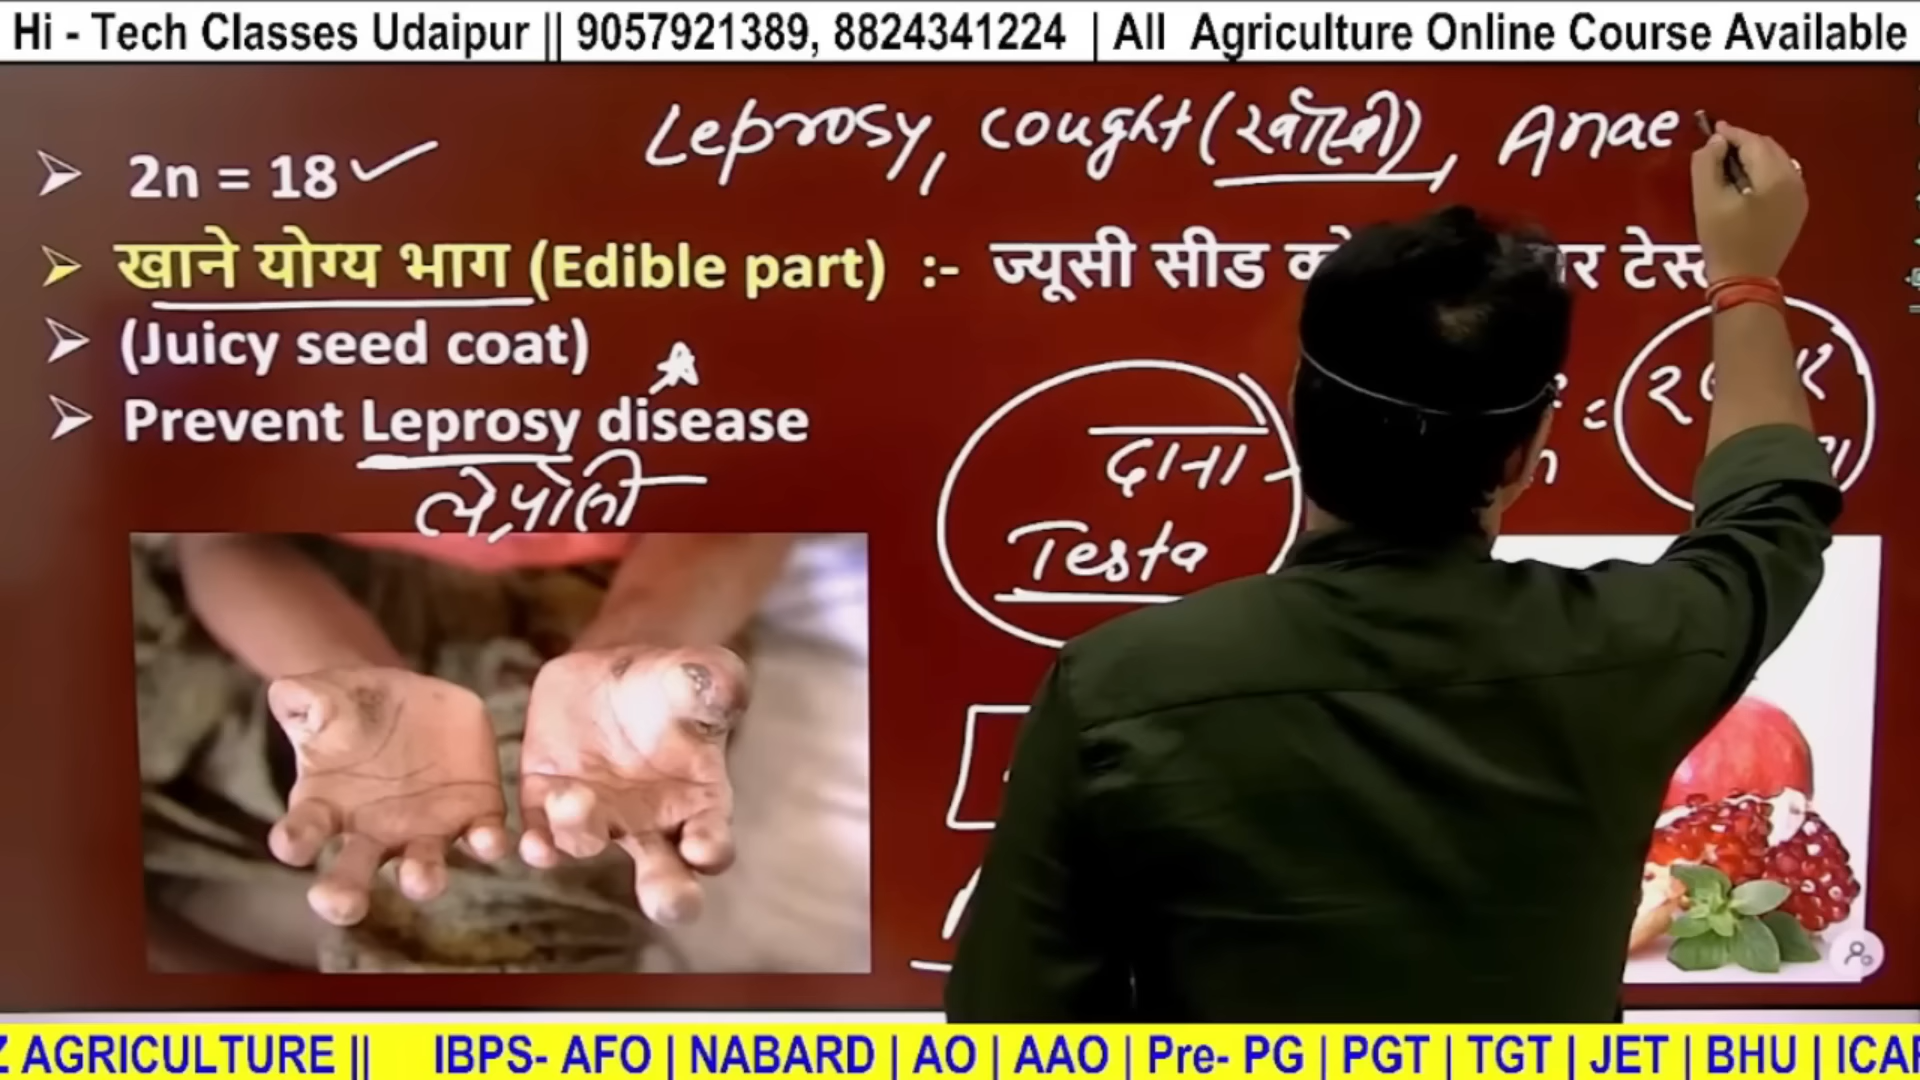 Hi - Tech Classes Udaipur || 9057921389, 8824341224 | All Agriculture Online Course Available
Leprosy, cought (खाँसी), Anae
2n = 18
खाने योग्य भाग (Edible part) :- ज्यूसी सीड
(Juicy seed coat)
Prevent Leprosy disease
लेप्रोसी
दाना
Testa
Z AGRICULTURE || IBPS- AFO | NABARD | AO | AAO | Pre- PG | PGT | TGT | JET | BHU | ICAR